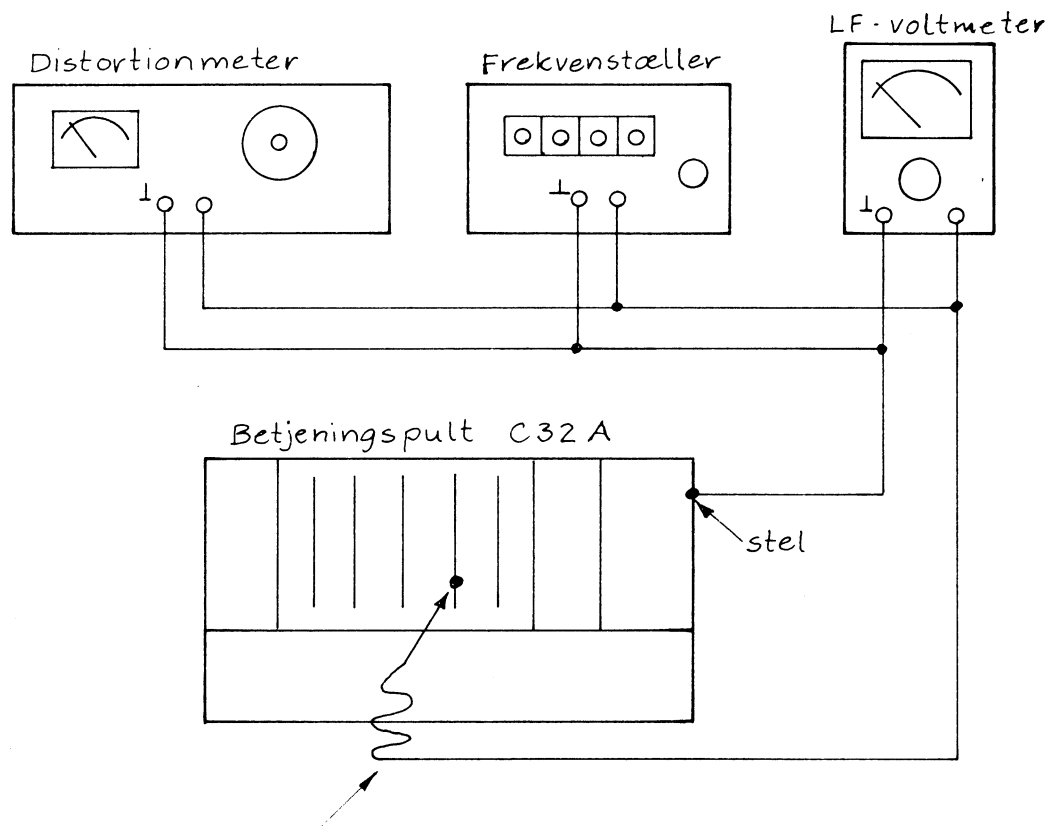 LF-voltmeter
Distortionmeter
Frekvenstæller
⊥
⊥
⊥
Betjeningspult C32A
stel